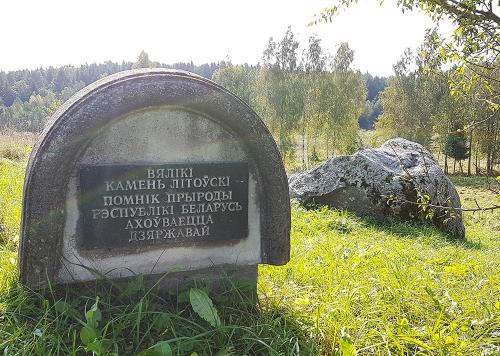 ВЯЛІКІ
КАМЕНЬ ЛІТОЎСКІ
ПОМНІК ПРЫРОДЫ
РЭСПУБЛІКІ БЕЛАРУСЬ
АХОЎВАЕЦЦА
ДЗЯРЖАВАЙ